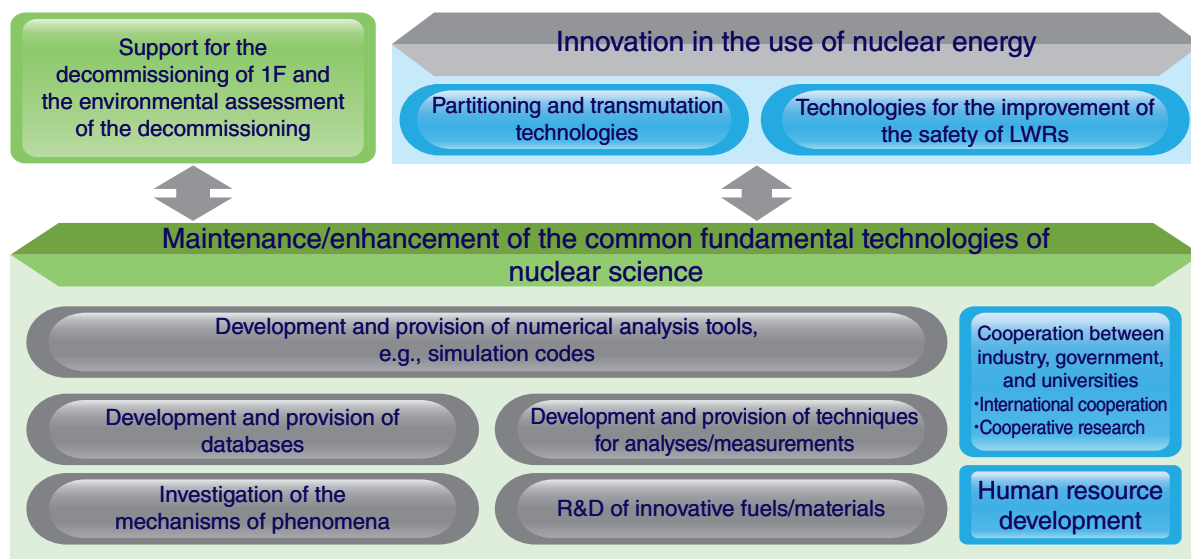 Support for the
decommissioning of 1F and
the environmental assessment
of the decommissioning
Innovation in the use of nuclear energy
Partitioning and transmutation
technologies
Technologies for the improvement of
the safety of LWRs
Maintenance/enhancement of the common fundamental technologies of
nuclear science
Development and provision of numerical analysis tools,
e.g., simulation codes
Development and provision of
databases
Development and provision of techniques
for analyses/measurements
Investigation of the
mechanisms of phenomena
R&D of innovative fuels/materials
Cooperation between
industry, government,
and universities
・International cooperation
・Cooperative research
Human resource
development